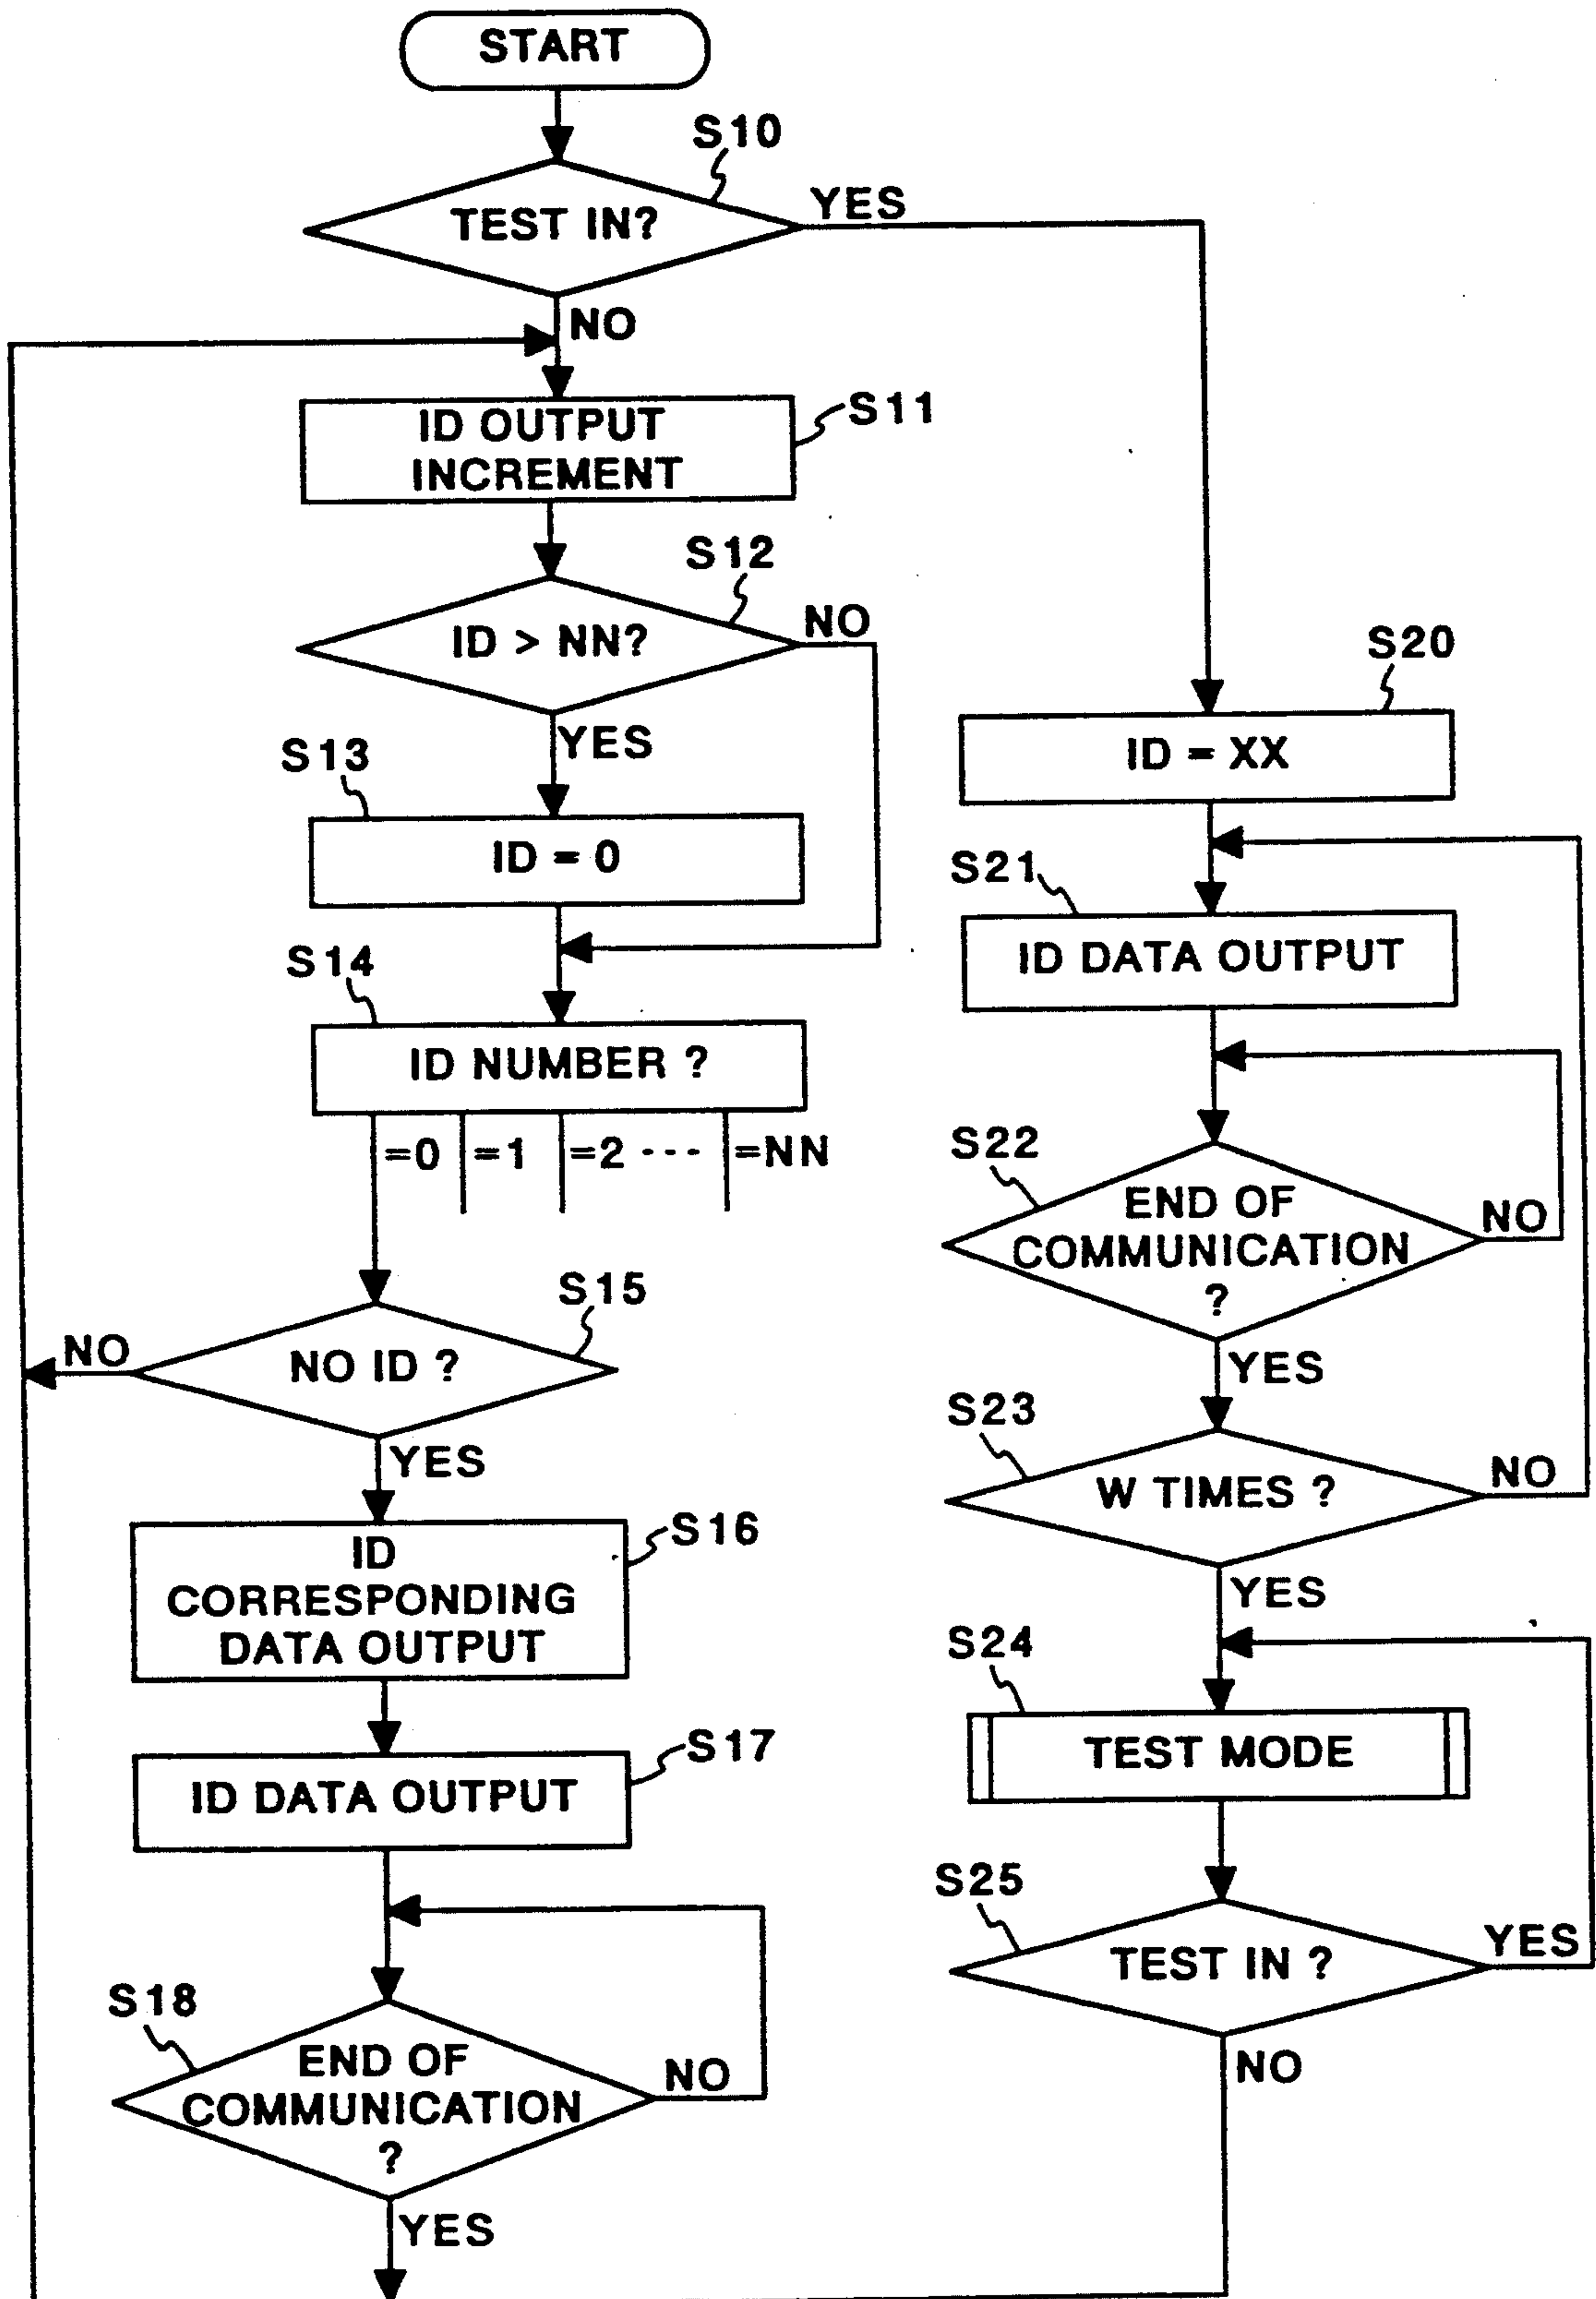 START
S10
TEST IN?
YES
NO
ID OUTPUT
INCREMENT
S11
S12
ID > NN?
NO
YES
S13
ID = 0
S14
ID NUMBER ?
=0
=1
=2 ---
=NN
S15
NO ID ?
NO
YES
S16
ID
CORRESPONDING
DATA OUTPUT
S17
ID DATA OUTPUT
S18
END OF
COMMUNICATION
?
NO
YES
S20
ID = XX
S21
ID DATA OUTPUT
S22
END OF
COMMUNICATION
?
NO
YES
S23
W TIMES ?
NO
YES
S24
TEST MODE
S25
TEST IN ?
YES
NO